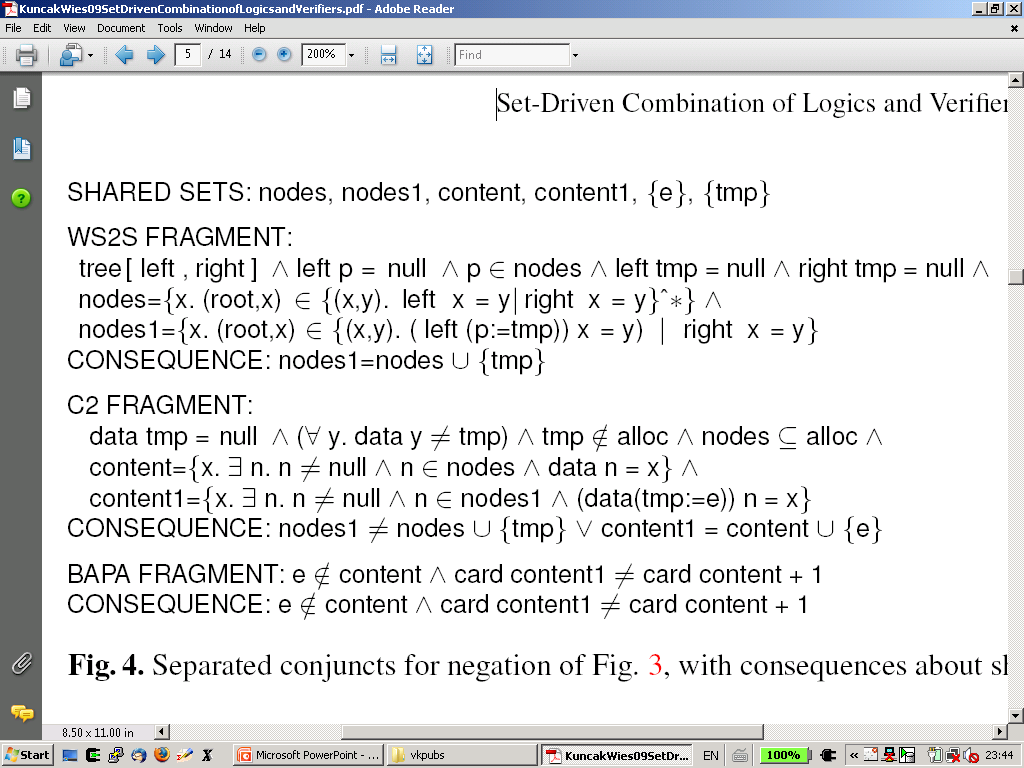 KuncakWies09SetDrivenCombinationofLogicsandVerifiers.pdf - Adobe Reader
File Edit View Document Tools Window Help
5 / 14 200% Find
Set-Driven Combination of Logics and Verifier
SHARED SETS: nodes, nodes1, content, content1, {e}, {tmp}
WS2S FRAGMENT:
tree[ left , right ] ∧ left p = null ∧ p ∈ nodes ∧ left tmp = null ∧ right tmp = null ∧
nodes={x. (root,x) ∈ {(x,y). left x = y| right x = y}^*} ∧
nodes1={x. (root,x) ∈ {(x,y). ( left (p:=tmp)) x = y) | right x = y}
CONSEQUENCE: nodes1=nodes ∪ {tmp}
C2 FRAGMENT:
data tmp = null ∧ (∀ y. data y ≠ tmp) ∧ tmp ∉ alloc ∧ nodes ⊆ alloc ∧
content={x. ∃ n. n ≠ null ∧ n ∈ nodes ∧ data n = x} ∧
content1={x. ∃ n. n ≠ null ∧ n ∈ nodes1 ∧ (data(tmp:=e)) n = x}
CONSEQUENCE: nodes1 ≠ nodes ∪ {tmp} ∨ content1 = content ∪ {e}
BAPA FRAGMENT: e ∉ content ∧ card content1 ≠ card content + 1
CONSEQUENCE: e ∉ content ∧ card content1 ≠ card content + 1
Fig. 4. Separated conjuncts for negation of Fig. 3, with consequences about sh
8.50 x 11.00 in
Start X Microsoft PowerPoint - ... vkpubs KuncakWies09SetDr... EN 100% « 23:44